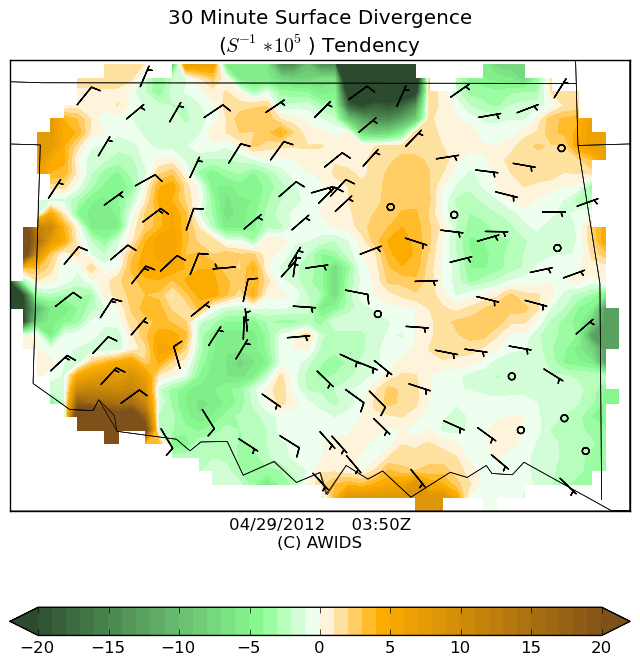 30 Minute Surface Divergence
(S⁻¹ * 10⁵ ) Tendency
04/29/2012 03:50Z
(C) AWIDS
−20 −15 −10 −5 0 5 10 15 20